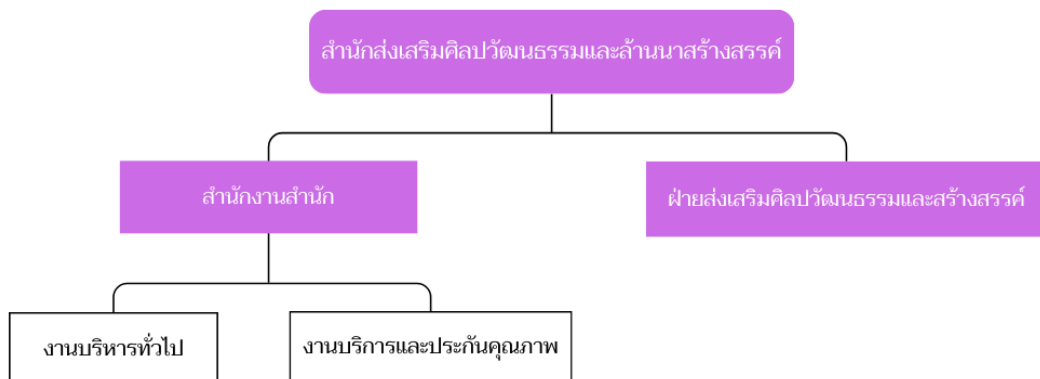 สำนักส่งเสริมศิลปวัฒนธรรมและล้านนาสร้างสรรค์
สำนักงานสำนัก
ฝ่ายส่งเสริมศิลปวัฒนธรรมและสร้างสรรค์
งานบริหารทั่วไป
งานบริการและประกันคุณภาพ